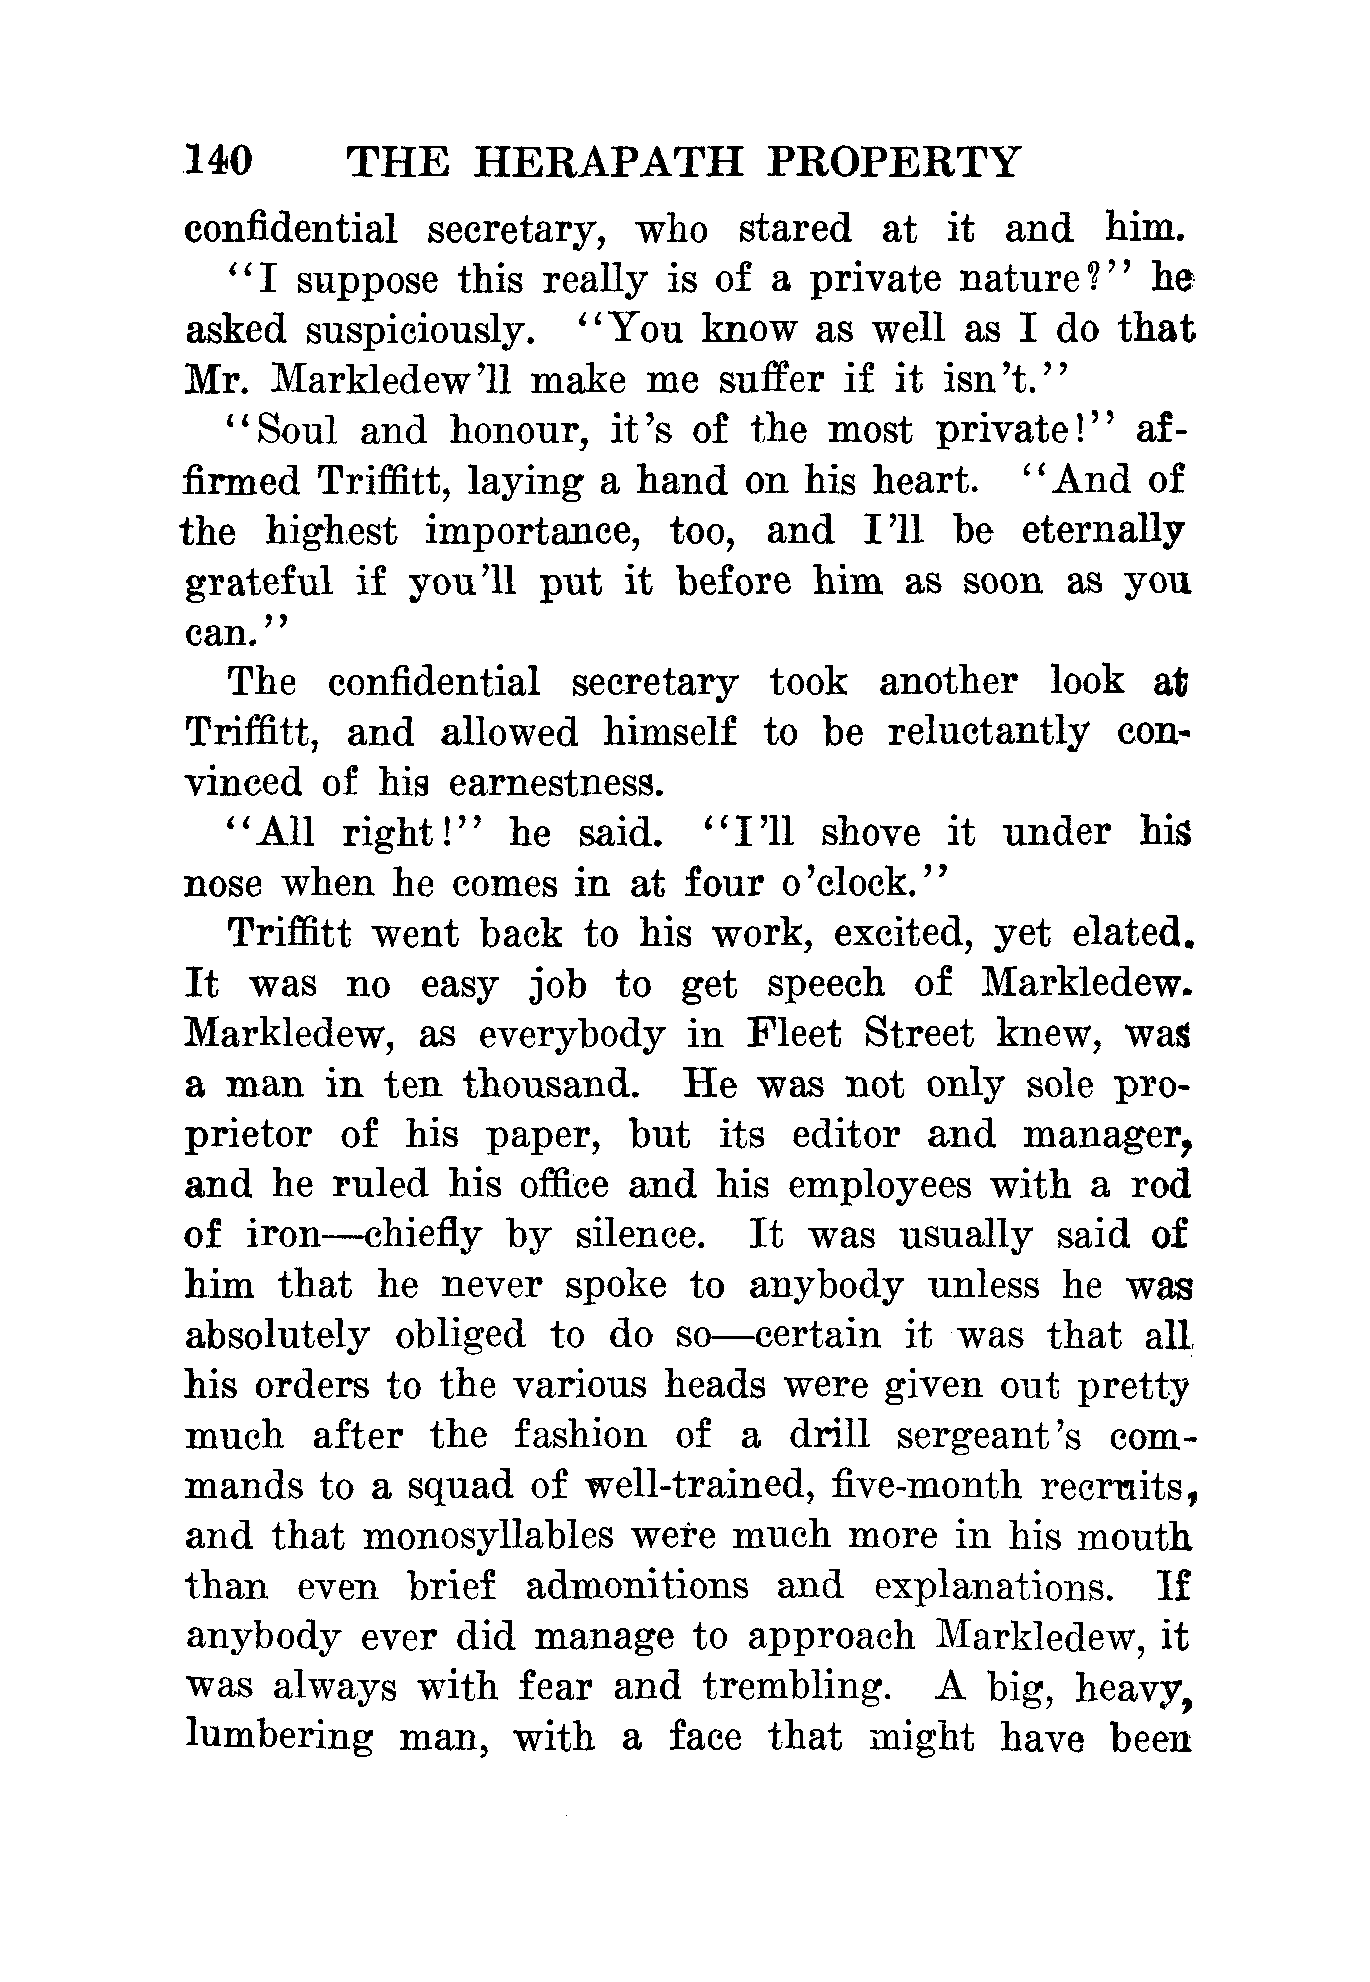 140 THE HERAPATH PROPERTY
confidential secretary, who stared at it and him.
"I suppose this really is of a private nature?" he
asked suspiciously. "You know as well as I do that
Mr. Markledew'll make me suffer if it isn't."
"Soul and honour, it's of the most private!" af-
firmed Triffitt, laying a hand on his heart. "And of
the highest importance, too, and I'll be eternally
grateful if you'll put it before him as soon as you
can."
The confidential secretary took another look at
Triffitt, and allowed himself to be reluctantly con-
vinced of his earnestness.
"All right!" he said. "I'll shove it under his
nose when he comes in at four o'clock."
Triffitt went back to his work, excited, yet elated.
It was no easy job to get speech of Markledew.
Markledew, as everybody in Fleet Street knew, was
a man in ten thousand. He was not only sole pro-
prietor of his paper, but its editor and manager,
and he ruled his office and his employees with a rod
of iron—chiefly by silence. It was usually said of
him that he never spoke to anybody unless he was
absolutely obliged to do so—certain it was that all
his orders to the various heads were given out pretty
much after the fashion of a drill sergeant's com-
mands to a squad of well-trained, five-month recruits,
and that monosyllables were much more in his mouth
than even brief admonitions and explanations. If
anybody ever did manage to approach Markledew, it
was always with fear and trembling. A big, heavy,
lumbering man, with a face that might have been